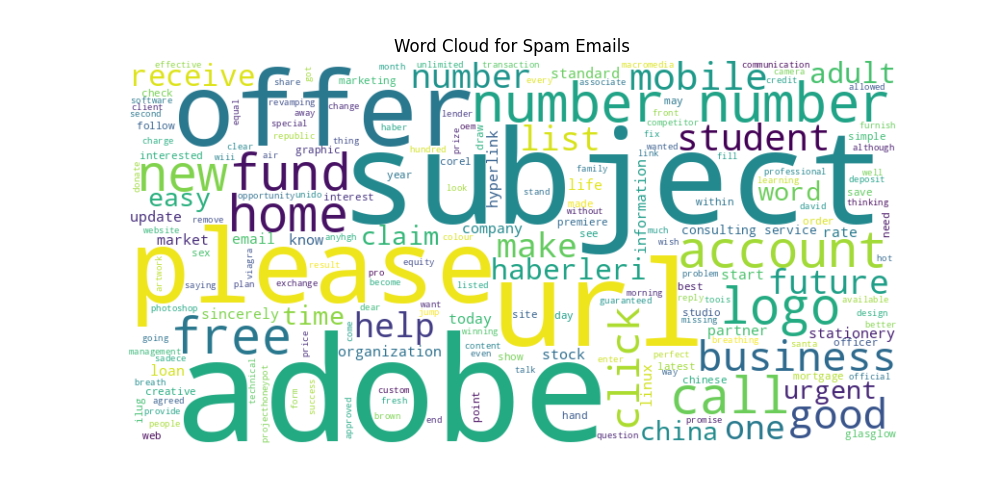 Word Cloud for Spam Emails
effective got month unlimited transaction macromedia communication
receive share marketing number every standard associate mobile camera credit adult
check offer number number allowed
software client second revamping equal change away special lender oem prize draw list front may competitor student furnish
follow charge republic thing haber hundred fix wanted simple although
interested clear graphic corel hyperlink family link fill professional well
donate new wiii air fund year look subject life information learning word deposit thinking
easy opportunity unido interest stand made within david save
update remove home without premiere order need
website market email know anyhgh colour claim company see much consulting service rate
sex make wish account hot
artwork saying viagra plan result exchange pro become equity please listed haberleri url morning guaranteed problem best start future
photoshop price dear want jump site day reply studio toois logo available design
sincerely time today winning missing partner better
going free help come content stationery
management sadece organization even show stock enter perfect breathing santa officer
loan talk click linux way latest business
breath technical projecthoneypot form success custom chinese mortgage official
creative agreed adobe fresh point call urgent
ilug provide approved brown hand promise good
people end china one
web question glasglow